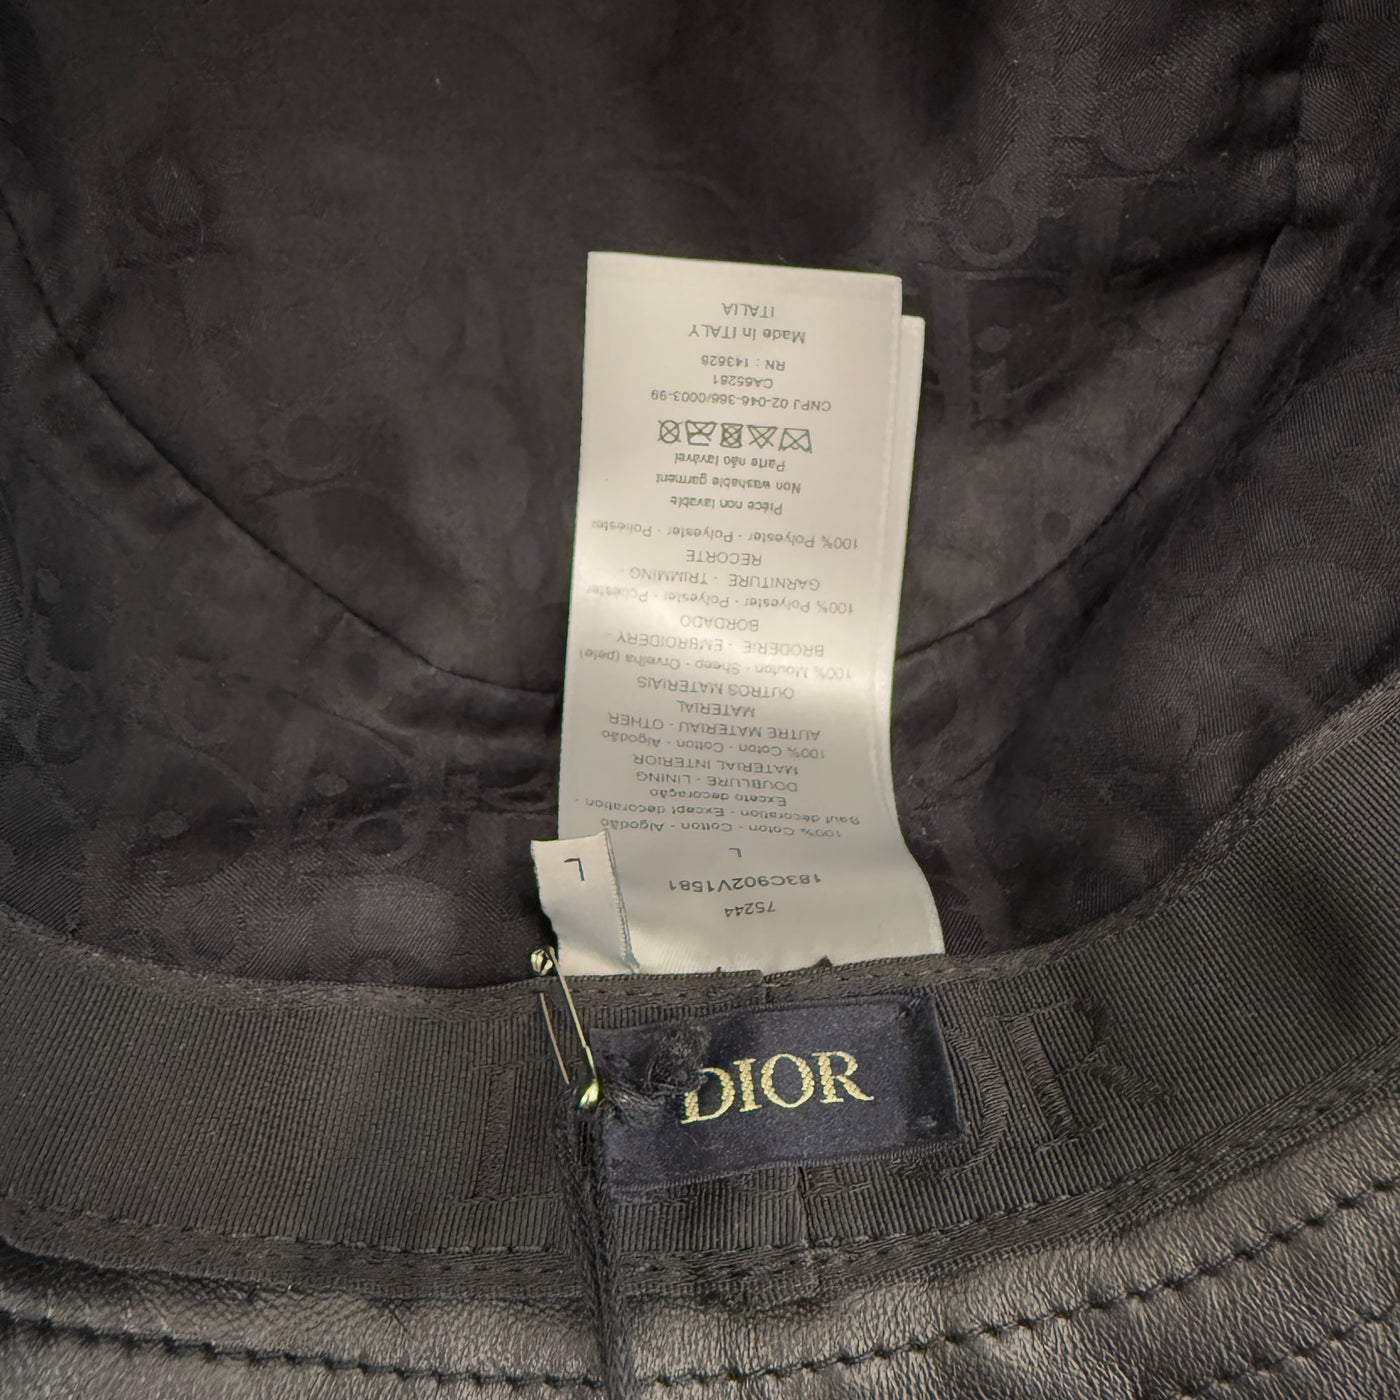 75244
183C902V1581
L
100% Coton - Cotton - Algodão
Sauf décoration - Except decoration -
Exceto decoração
DOUBLURE - LINING
MATERIAL INTERIOR
100% Coton - Cotton - Algodão
AUTRE MATERIAU - OTHER
MATERIAL
OUTROS MATERIAIS
100% Mouton - Sheep - Orvelha (pele)
BRODERIE - EMBROIDERY -
BORDADO
100% Polyester - Polyester - Poliéster
GARNITURE - TRIMMING -
RECORTE
100% Polyester - Polyester - Poliéster
Pièce non lavable
Non washable garment
Parte não lavável
CNPJ 02-046-366/0003-99
CA65261
RN : 143628
Made in ITALY
ITALIA
L
DIOR